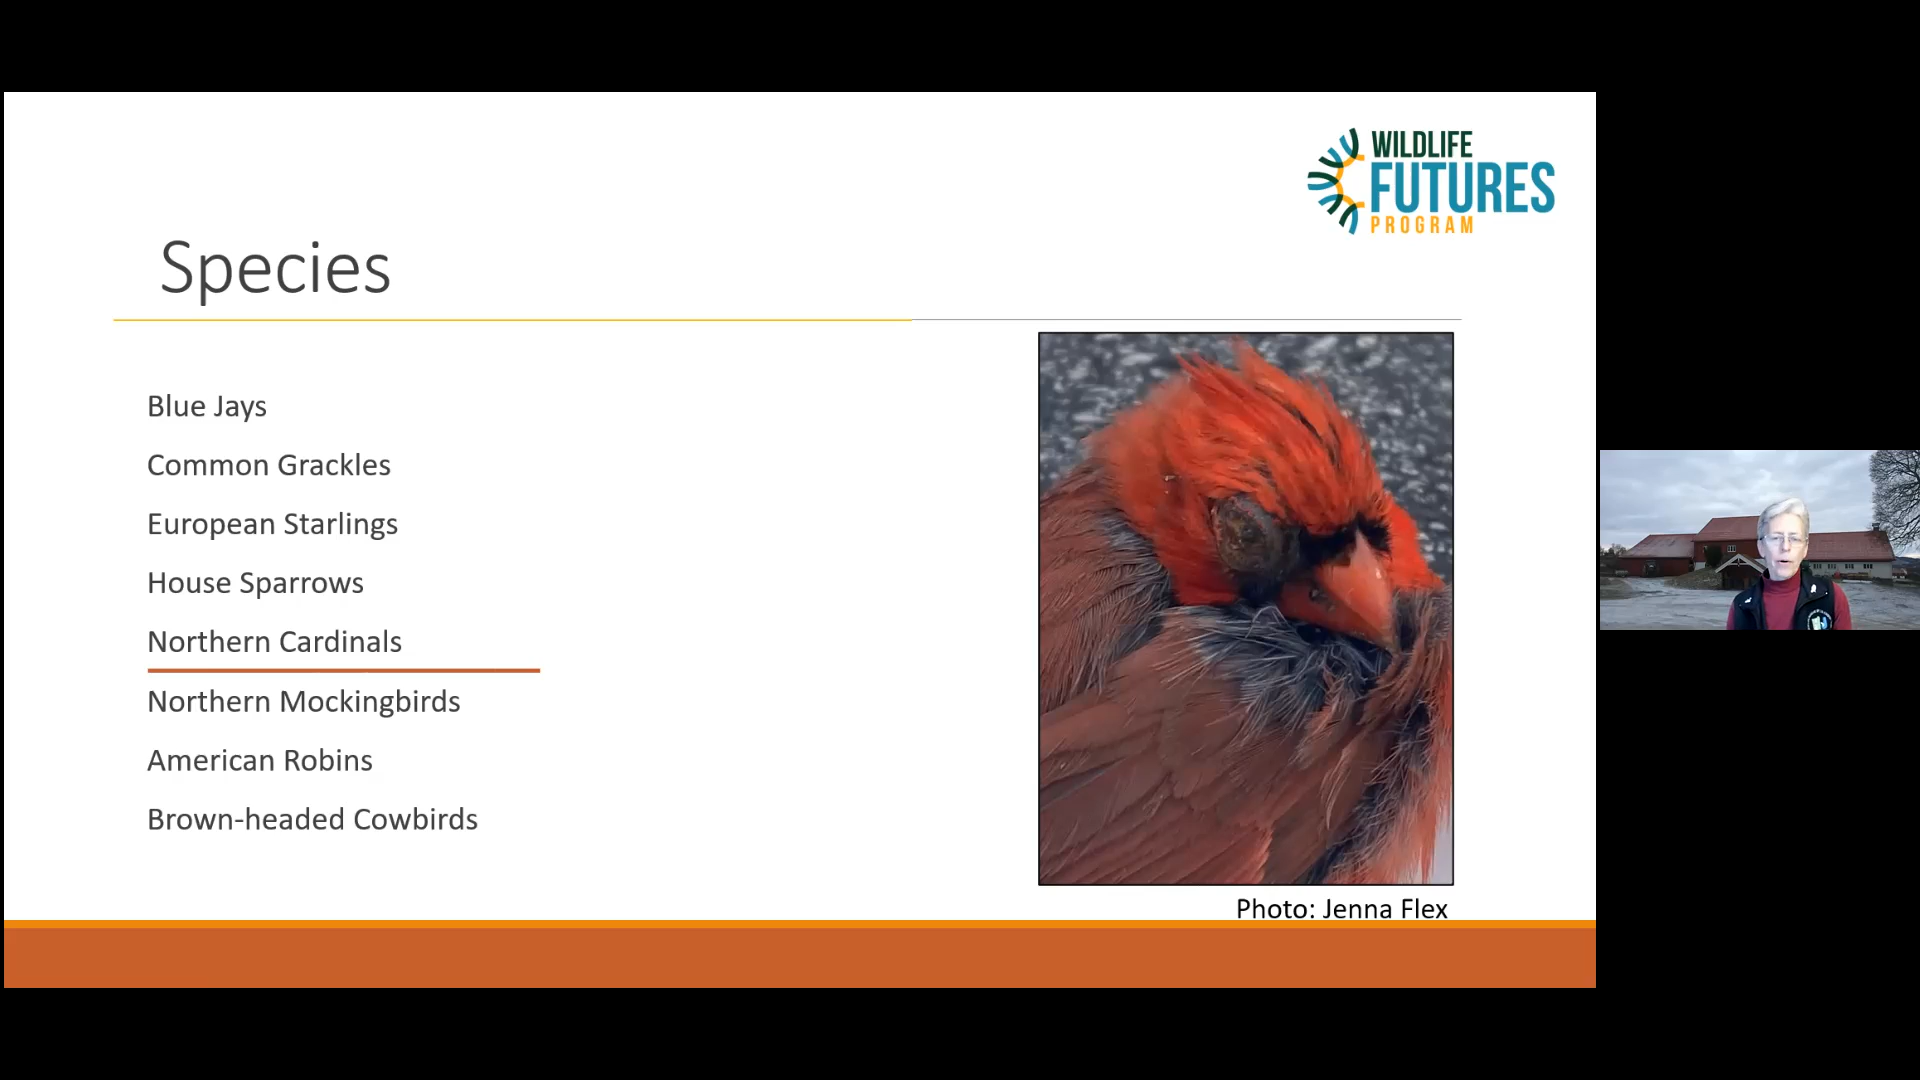 WILDLIFE
FUTURES
PROGRAM
Species
Blue Jays
Common Grackles
European Starlings
House Sparrows
Northern Cardinals
Northern Mockingbirds
American Robins
Brown-headed Cowbirds
Photo: Jenna Flex